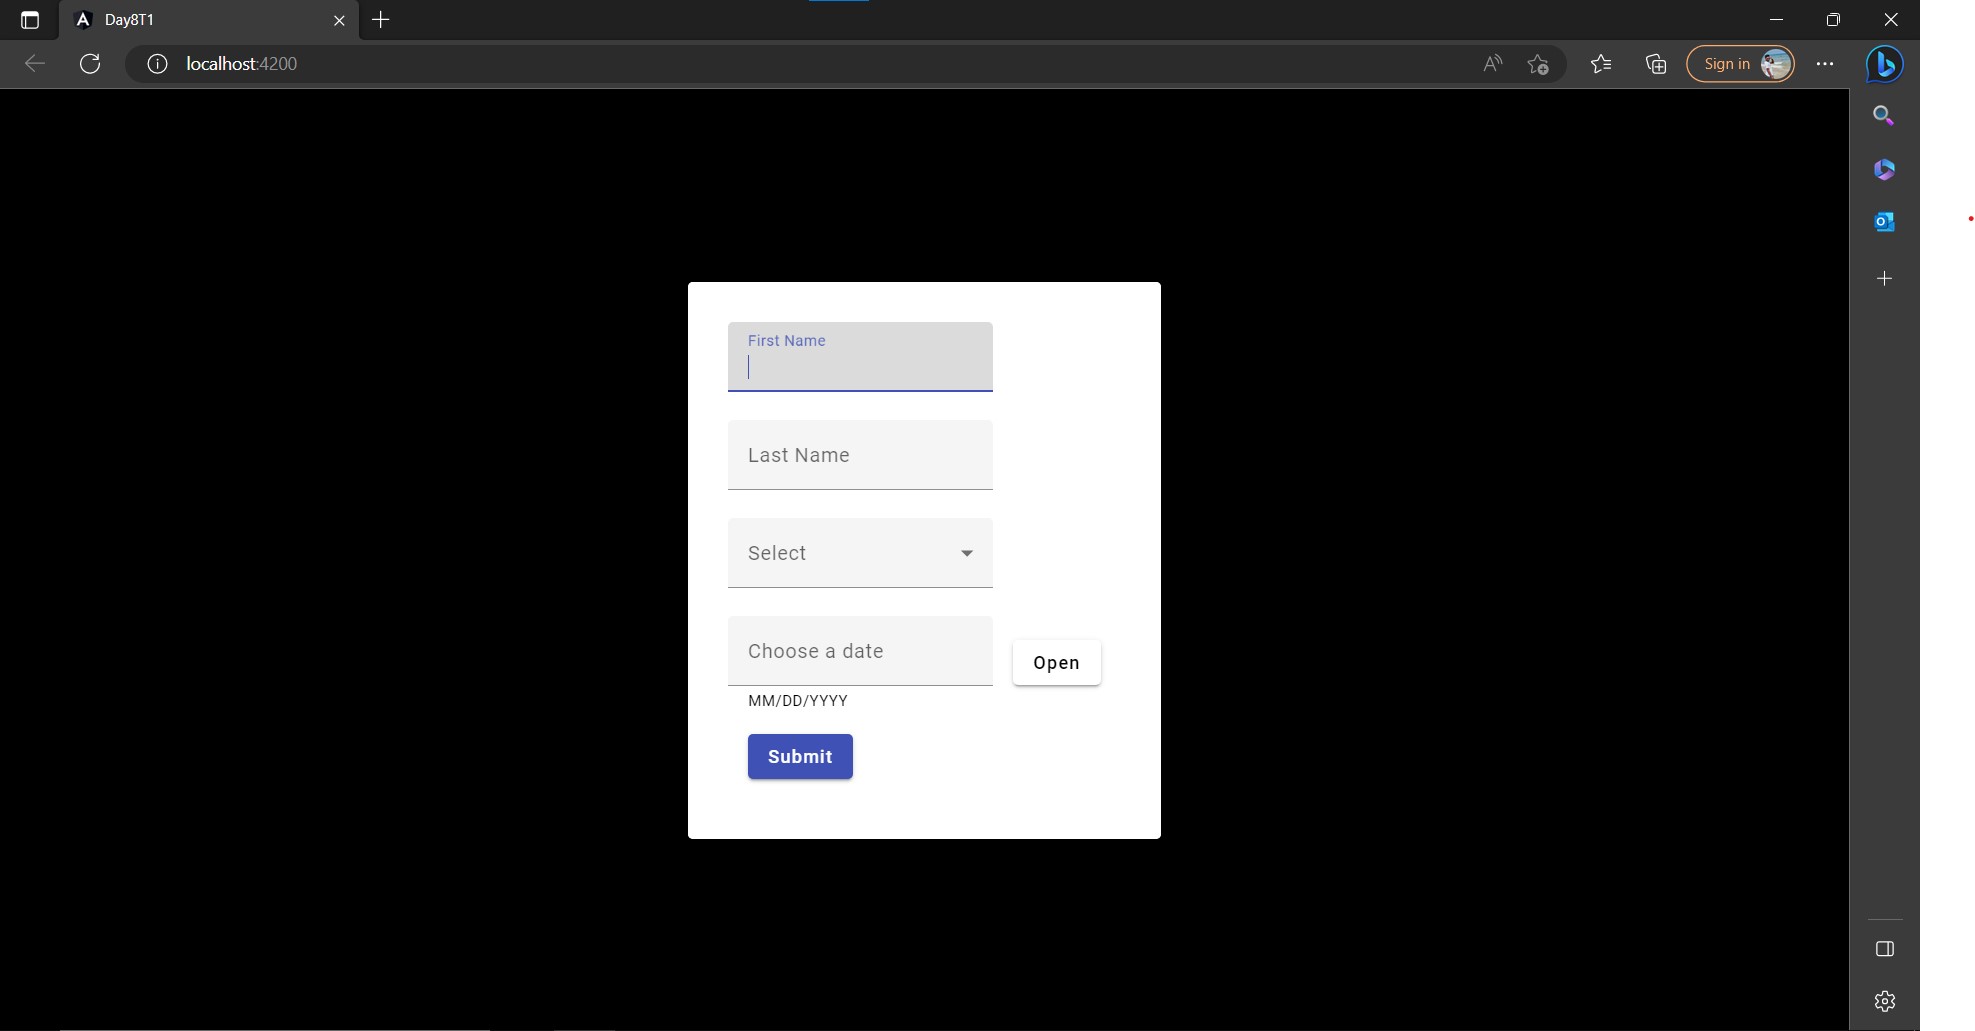 Day8T1
localhost:4200
Sign in
First Name
Last Name
Select
Choose a date
Open
MM/DD/YYYY
Submit